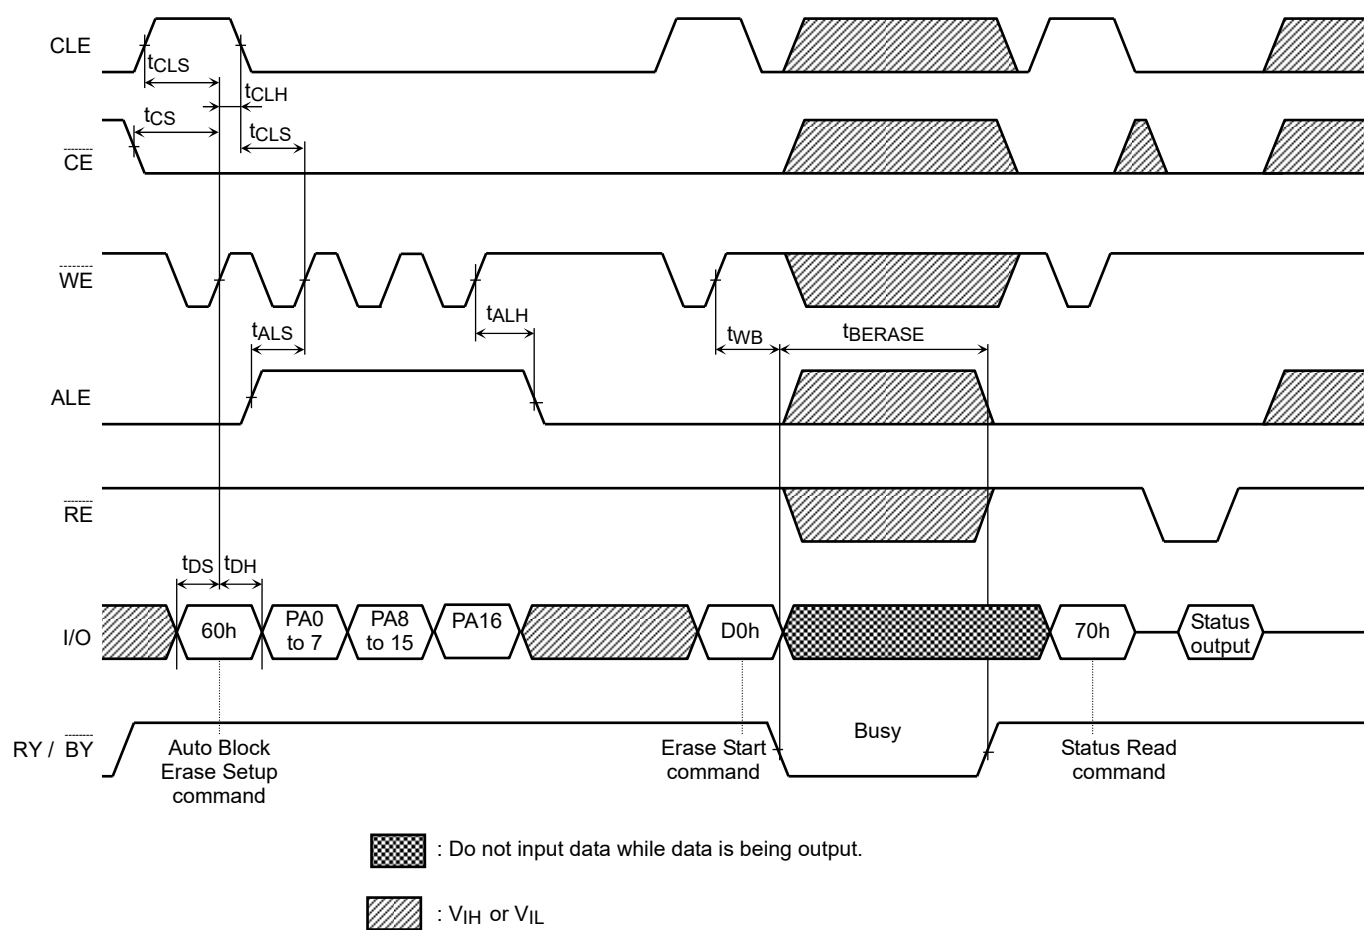 CLE
tCLS
tCLH
tCS
tCLS
CE
WE
tALS
tALH
tWB
tBERASE
ALE
RE
tDS
tDH
I/O
60h
PA0
to 7
PA8
to 15
PA16
D0h
70h
Status
output
RY / BY
Busy
Auto Block
Erase Setup
command
Erase Start
command
Status Read
command
: Do not input data while data is being output.
: VIH or VIL